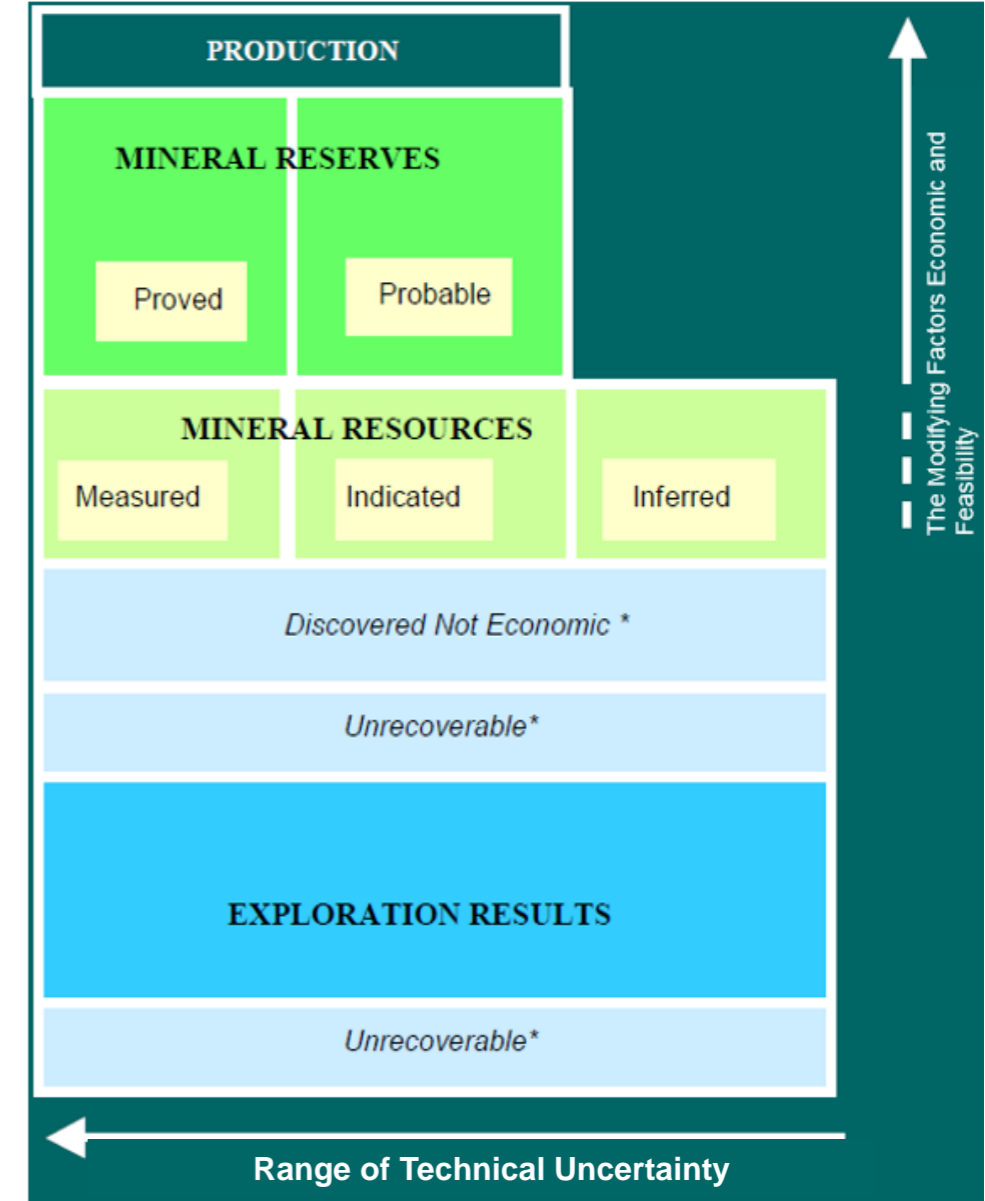 PRODUCTION
MINERAL RESERVES
Proved
Probable
MINERAL RESOURCES
Measured
Indicated
Inferred
Discovered Not Economic *
Unrecoverable*
EXPLORATION RESULTS
Unrecoverable*
Range of Technical Uncertainty
The Modifying Factors Economic and
Feasibility